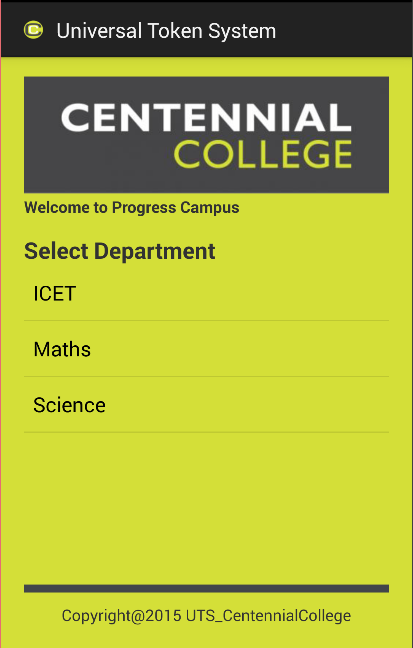 Universal Token System
CENTENNIAL
COLLEGE
Welcome to Progress Campus
Select Department
ICET
Maths
Science
Copyright@2015 UTS_CentennialCollege